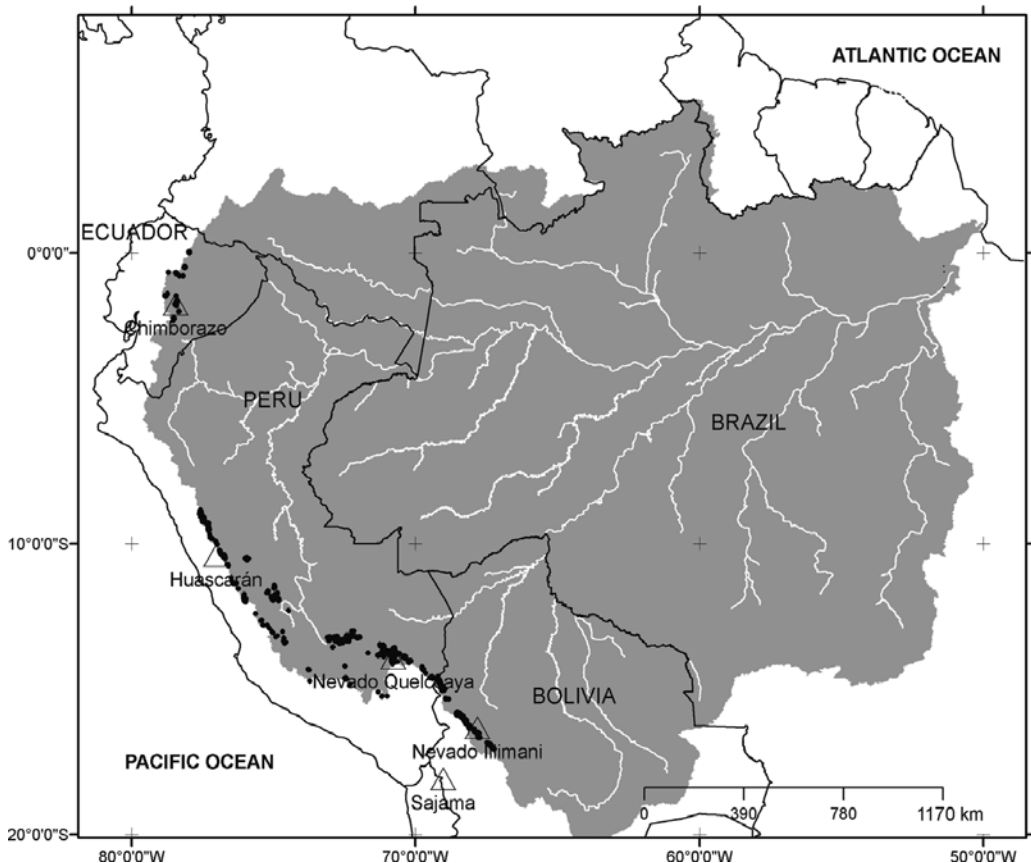 ATLANTIC OCEAN
ECUADOR
0°0'0"
Chimborazo
PERU
BRAZIL
10°0'0"S
Huascarán
Nevado Quelccaya
BOLIVIA
Nevado Illimani
PACIFIC OCEAN
Sajama
0 390 780 1170 km
20°0'0"S
80°0'0"W 70°0'0"W 60°0'0"W 50°0'0"W